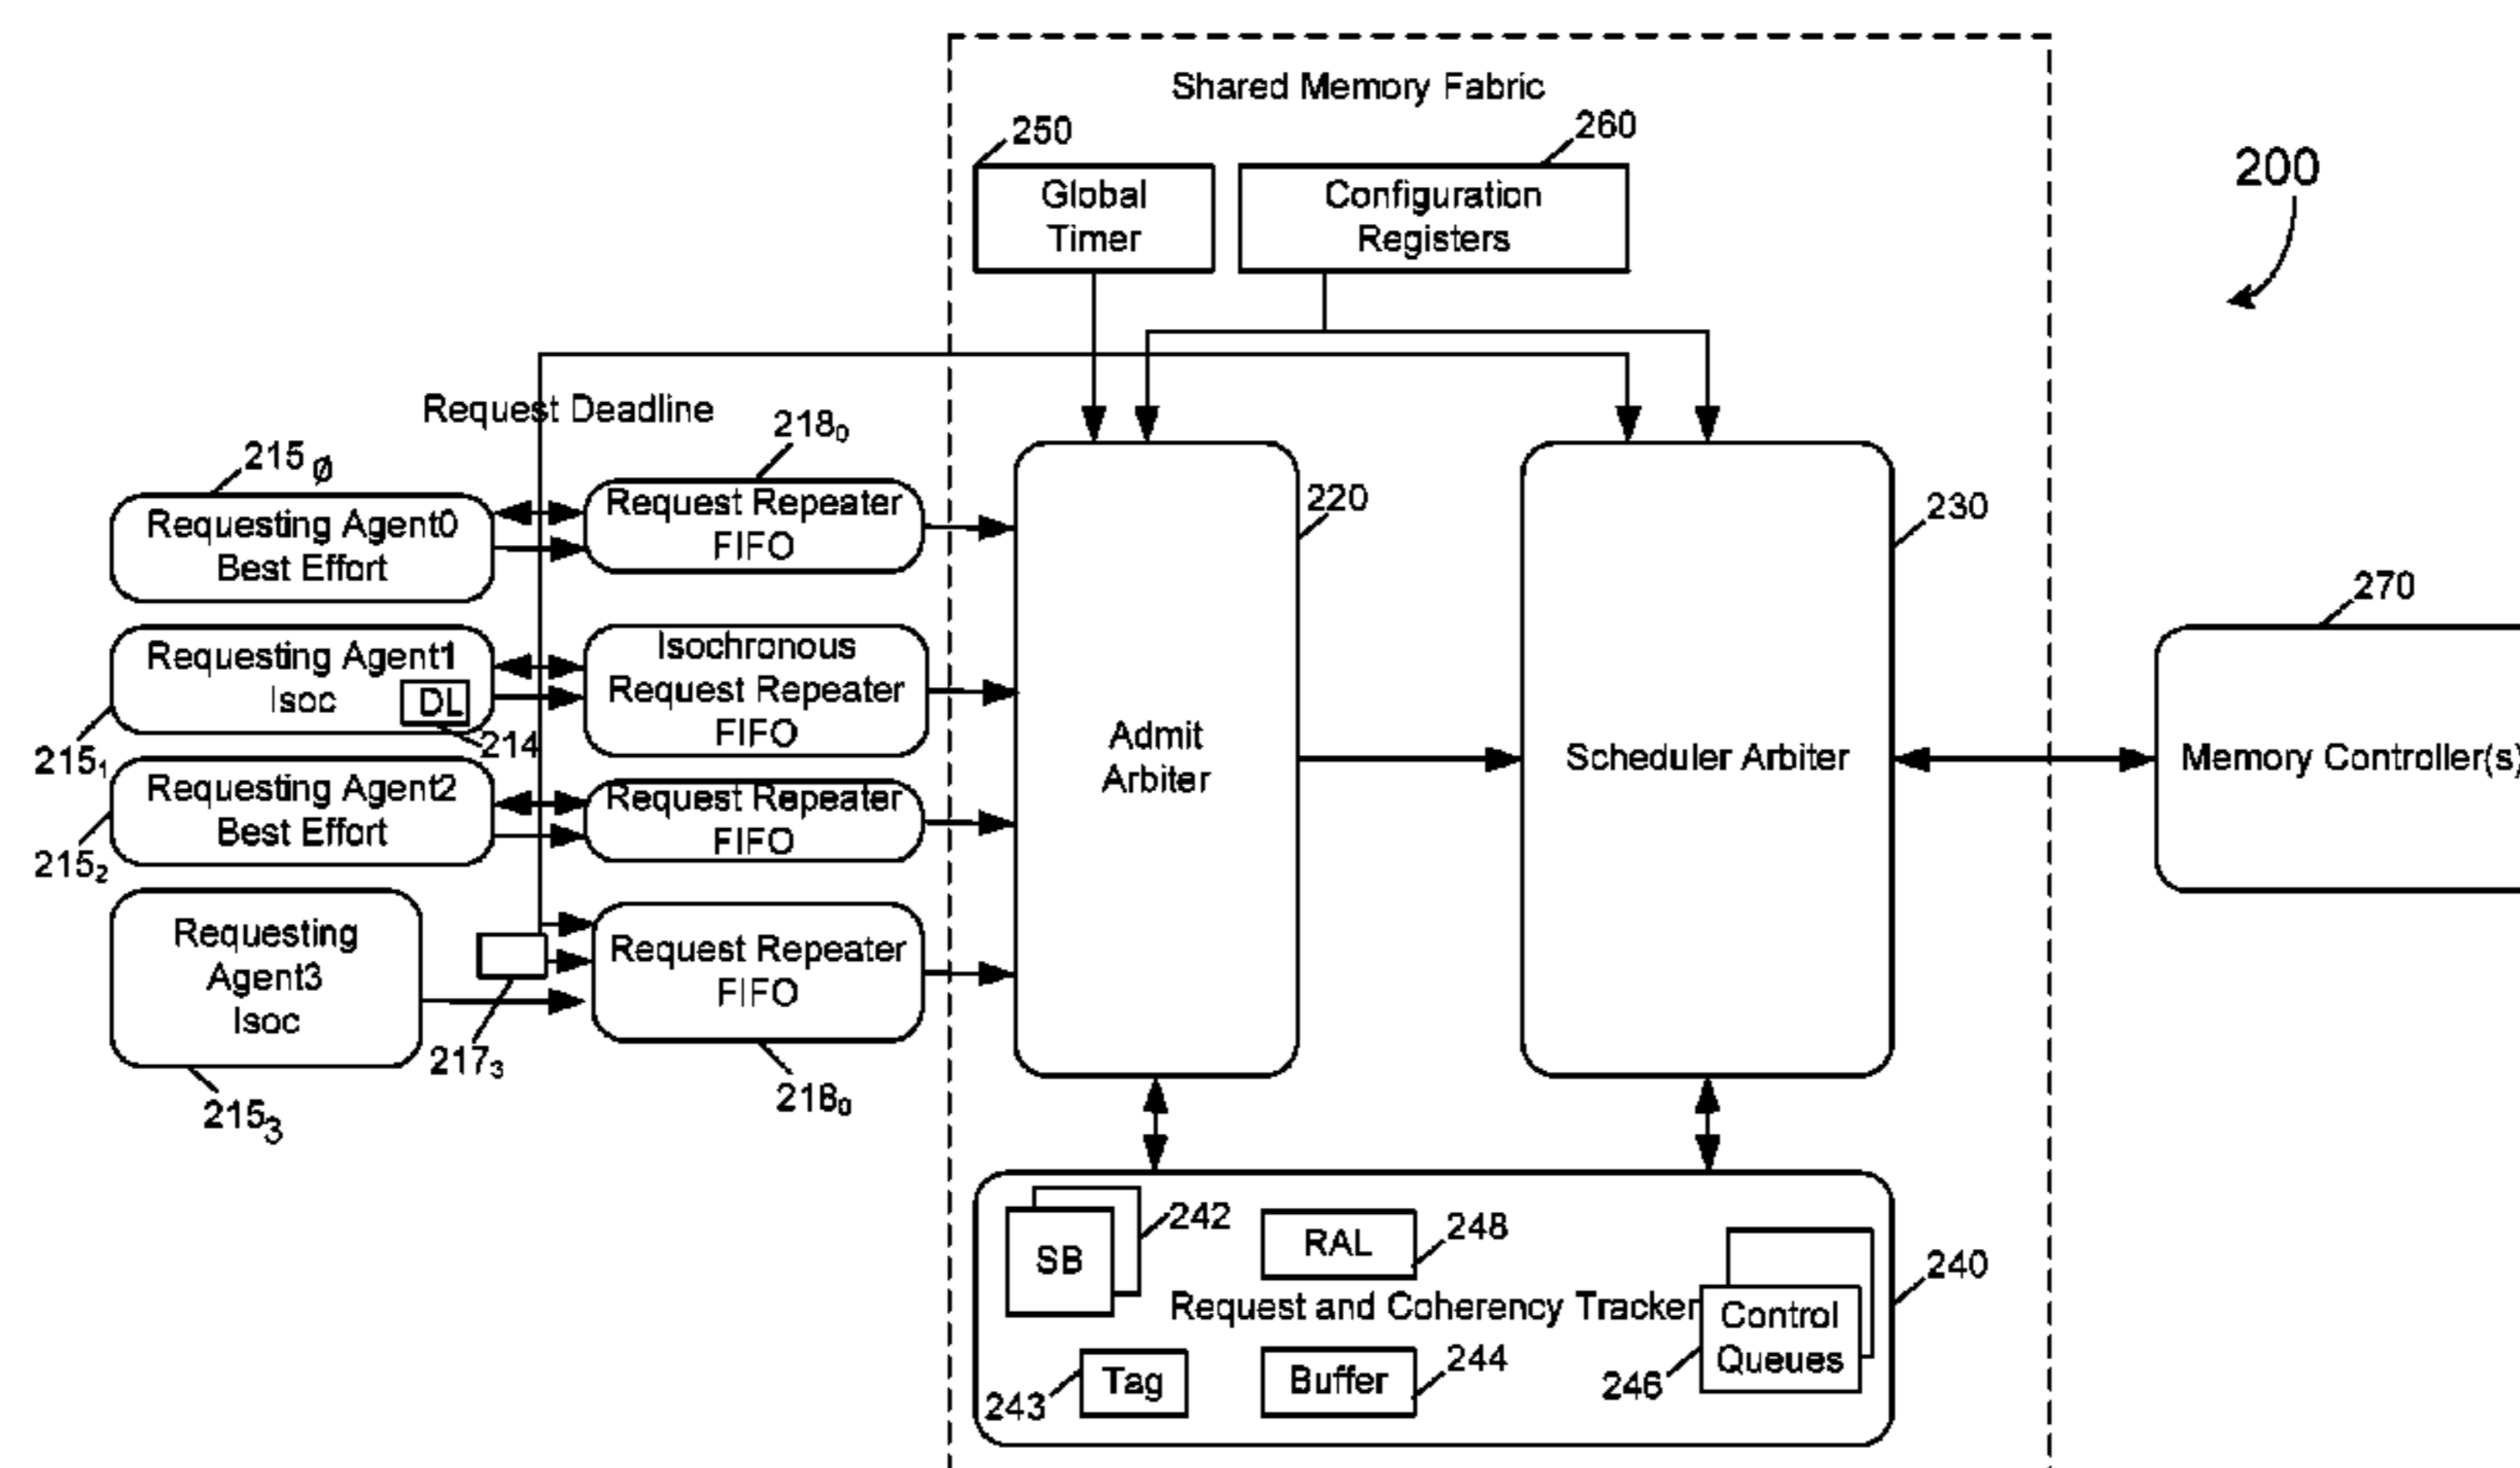 Shared Memory Fabric
250
260
200
Global
Timer
Configuration
Registers
Request Deadline
218₀
215 ø
Requesting Agent0
Best Effort
Request Repeater
FIFO
220
230
270
Requesting Agent1
Isoc
DL
214
215₁
Isochronous
Request Repeater
FIFO
Admit
Arbiter
Scheduler Arbiter
Memory Controller(s)
Requesting Agent2
Best Effort
215₂
Request Repeater
FIFO
Requesting
Agent3
Isoc
Request Repeater
FIFO
217₃
218₀
215₃
SB
242
RAL
248
240
Request and Coherency Tracker
Control
Queues
246
Tag
243
Buffer
244